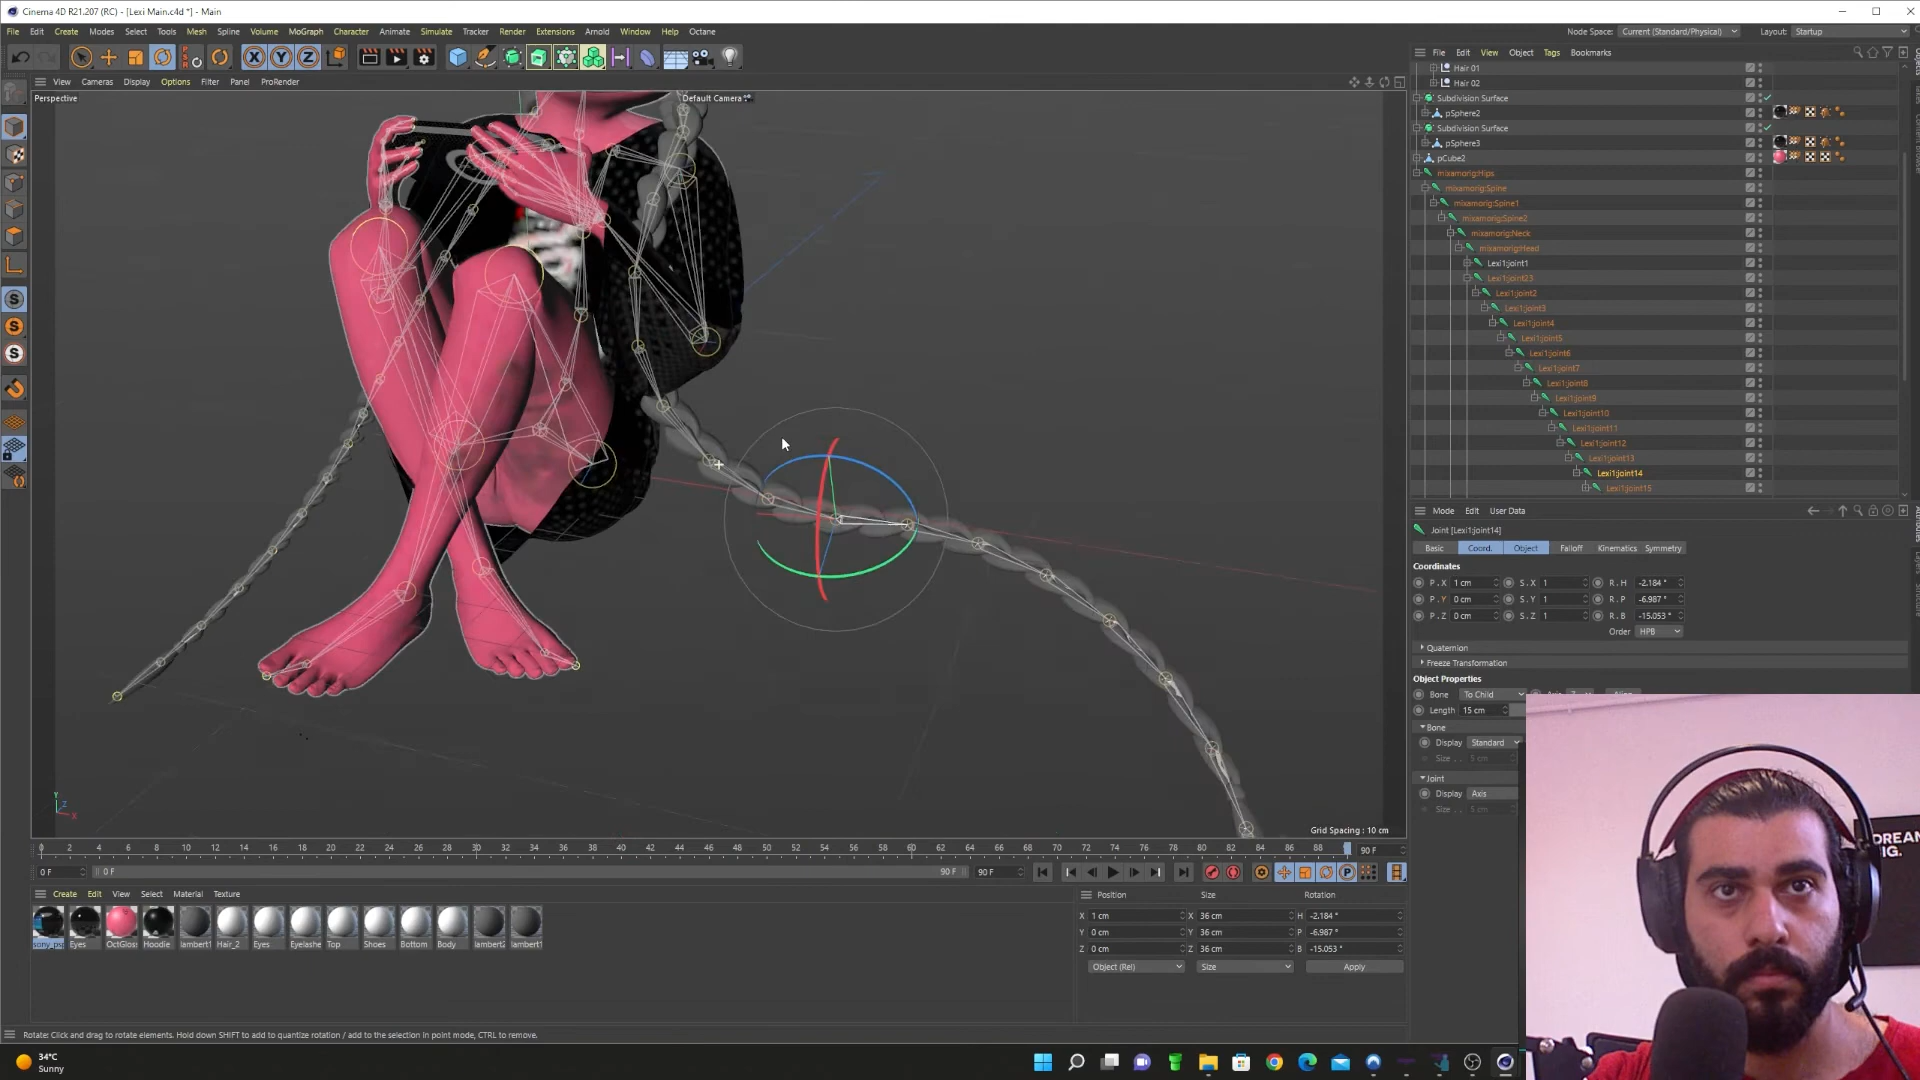 Cinema 4D R21.207 (RC) - [Lexi Main.c4d *] - Main
File Edit Create Modes Select Tools Mesh Spline Volume MoGraph Character Animate Simulate Tracker Render Extensions Arnold Window Help Octane
Node Space: Current (Standard/Physical) Layout: Startup
View Cameras Display Options Filter Panel ProRender
File Edit View Object Tags Bookmarks
Perspective
Default Camera
Hair 01
Hair 02
Subdivision Surface
pSphere2
Subdivision Surface
pSphere3
pCube2
mixamorig:Hips
mixamorig:Spine
mixamorig:Spine1
mixamorig:Spine2
mixamorig:Neck
mixamorig:Head
Lexi1:joint1
Lexi1:joint23
Lexi1:joint2
Lexi1:joint3
Lexi1:joint4
Lexi1:joint5
Lexi1:joint6
Lexi1:joint7
Lexi1:joint8
Lexi1:joint9
Lexi1:joint10
Lexi1:joint11
Lexi1:joint12
Lexi1:joint13
Lexi1:joint14
Lexi1:joint15
Mode Edit User Data
Joint [Lexi1:joint14]
Basic Coord. Object Falloff Kinematics Symmetry
Coordinates
P . X 1 cm S . X 1 R . H -2.184 °
P . Y 0 cm S . Y 1 R . P -6.987 °
P . Z 0 cm S . Z 1 R . B -15.053 °
Order HPB
Quaternion
Freeze Transformation
Object Properties
Bone To Child
Length 15 cm
Bone
Display Standard
Size . . 5 cm
Joint
Display Axis
Size . . 5 cm
Grid Spacing : 10 cm
0 2 4 6 8 10 12 14 16 18 20 22 24 26 28 30 32 34 36 38 40 42 44 46 48 50 52 54 56 58 60 62 64 66 68 70 72 74 76 78 80 82 84 86 88 90 F
0 F 0 F 90 F 90 F
Create Edit View Select Material Texture
sony_psp Eyes OctGloss Hoodie lambert1 Hair_2 Eyes Eyelashe Top Shoes Bottom Body lambert2 lambert1
Position Size Rotation
X 1 cm X 36 cm H -2.184 °
Y 0 cm Y 36 cm P -6.987 °
Z 0 cm Z 36 cm B -15.053 °
Object (Rel) Size Apply
Rotate: Click and drag to rotate elements. Hold down SHIFT to add to quantize rotation / add to the selection in point mode, CTRL to remove.
34°C
Sunny
DREAM